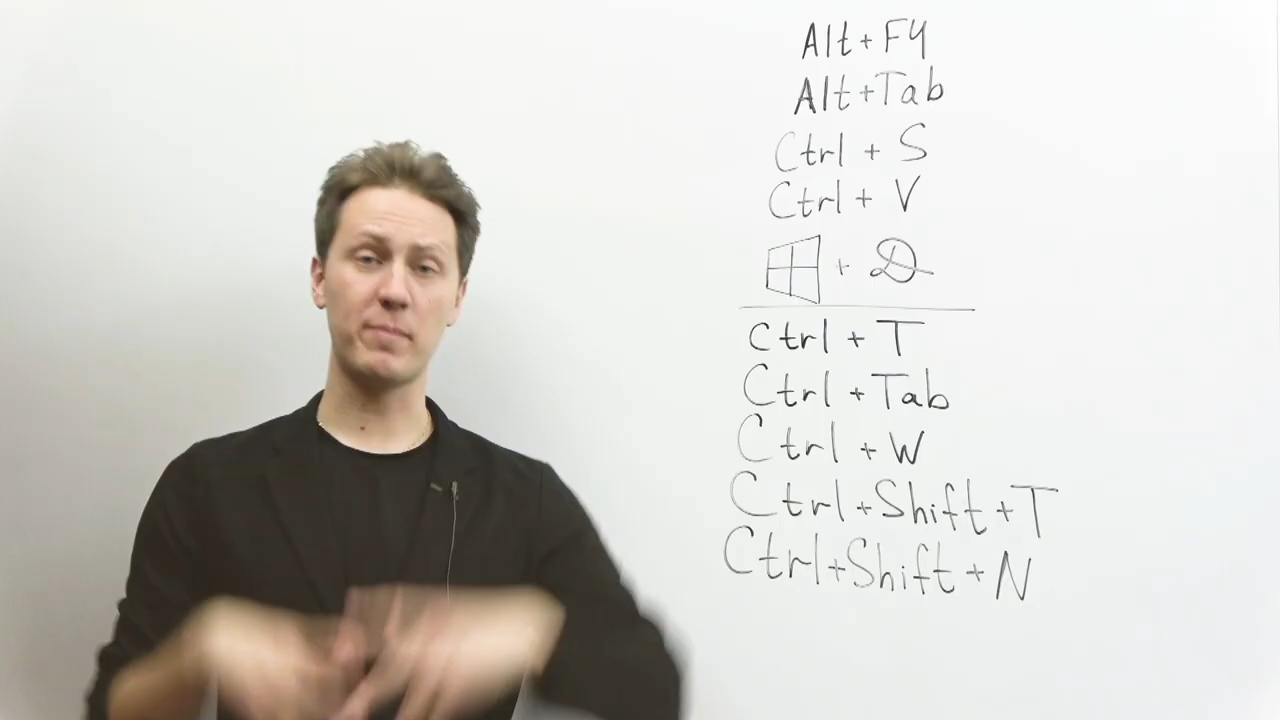 Alt+F4
Alt+Tab
Ctrl + S
Ctrl + V
+ D
Ctrl + T
Ctrl + Tab
Ctrl + W
Ctrl+Shift+T
Ctrl+Shift+N